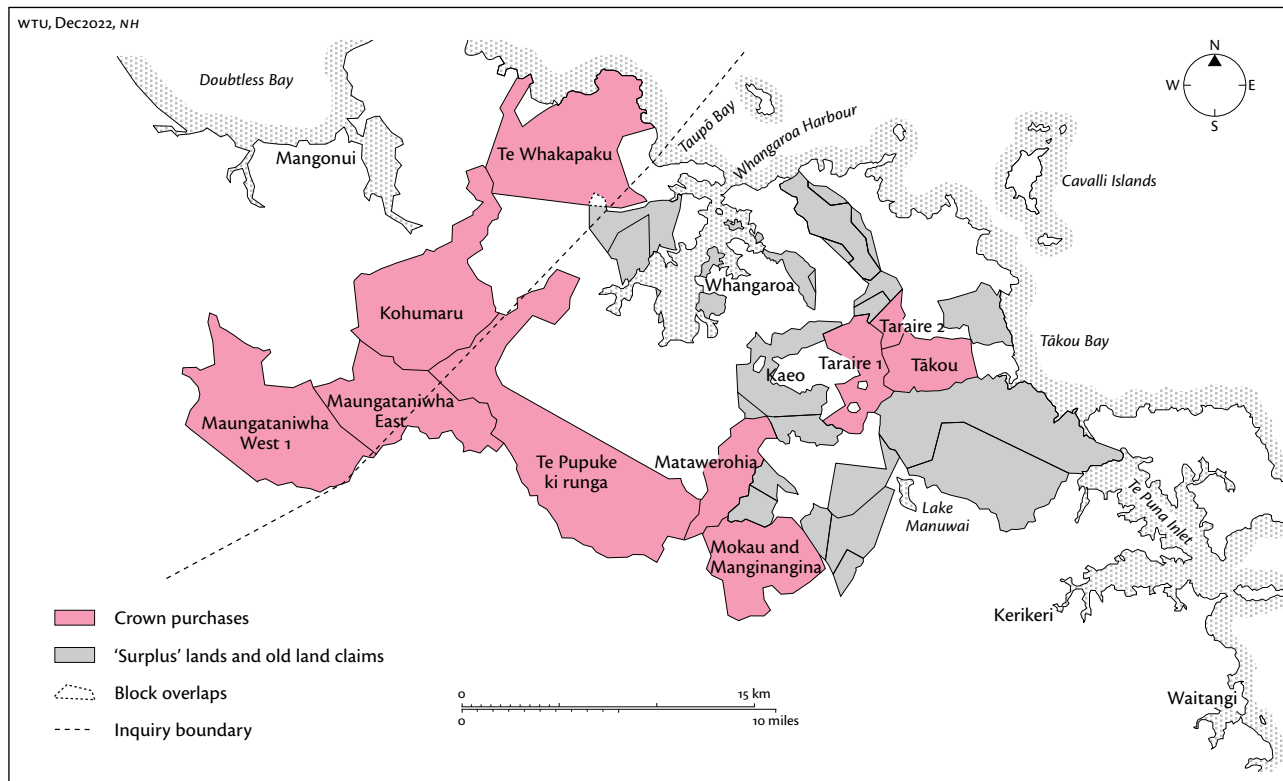 WTU, Dec2022, NH
N
W
E
S
Doubtless Bay
Mangonui
Te Whakapaku
Taupō Bay
Whangaroa Harbour
Cavalli Islands
Whangaroa
Kohumaru
Taraire 2
Tākou Bay
Taraire 1
Tākou
Kaeo
Maungataniwha
East
Maungataniwha
West 1
Te Pupuke
ki runga
Matawerohia
Lake
Manuwai
Te Puna Inlet
Mokau and
Manginangina
Kerikeri
Waitangi
Crown purchases
‘Surplus’ lands and old land claims
Block overlaps
Inquiry boundary
0
15 km
0
10 miles